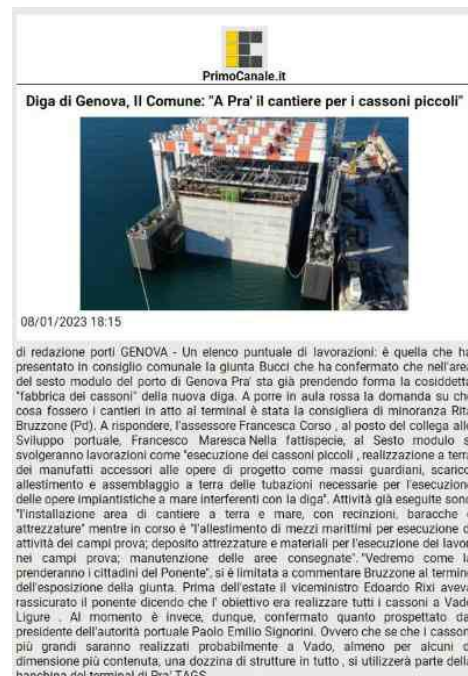 PrimoCanale.it
Diga di Genova, Il Comune: "A Pra' il cantiere per i cassoni piccoli"
08/01/2023 18:15
di redazione porti GENOVA - Un elenco puntuale di lavorazioni: è quella che ha
presentato in consiglio comunale la giunta Bucci che ha confermato che nell'area
del sesto modulo del porto di Genova Pra' sta già prendendo forma la cosiddetta
"fabbrica dei cassoni" della nuova diga. A porre in aula rossa la domanda su che
cosa fossero i cantieri in atto al terminal è stata la consigliera di minoranza Rita
Bruzzone (Pd). A rispondere, l'assessore Francesca Corso , al posto del collega allo
Sviluppo portuale, Francesco Maresca Nella fattispecie, al Sesto modulo s
svolgeranno lavorazioni come "esecuzione dei cassoni piccoli , realizzazione a terra
dei manufatti accessori alle opere di progetto come massi guardiani, scarico
allestimento e assemblaggio a terra delle tubazioni necessarie per l'esecuzione
delle opere impiantistiche a mare interferenti con la diga". Attività già eseguite sono
"l'installazione area di cantiere a terra e mare, con recinzioni, baracche
attrezzature" mentre in corso è "l'allestimento di mezzi marittimi per esecuzione d
attività dei campi prova; deposito attrezzature e materiali per l'esecuzione dei lavor
nei campi prova; manutenzione delle aree consegnate". "Vedremo come la
prenderanno i cittadini del Ponente", si è limitata a commentare Bruzzone al termine
dell'esposizione della giunta. Prima dell'estate il viceministro Edoardo Rixi aveva
rassicurato il ponente dicendo che l' obiettivo era realizzare tutti i cassoni a Vado
Ligure . Al momento è invece, dunque, confermato quanto prospettato da
presidente dell'autorità portuale Paolo Emilio Signorini. Ovvero che se che i cassoni
più grandi saranno realizzati probabilmente a Vado, almeno per alcuni d
dimensione più contenuta, una dozzina di strutture in tutto , si utilizzerà parte della
banchina del terminal di Pra'.TAGS